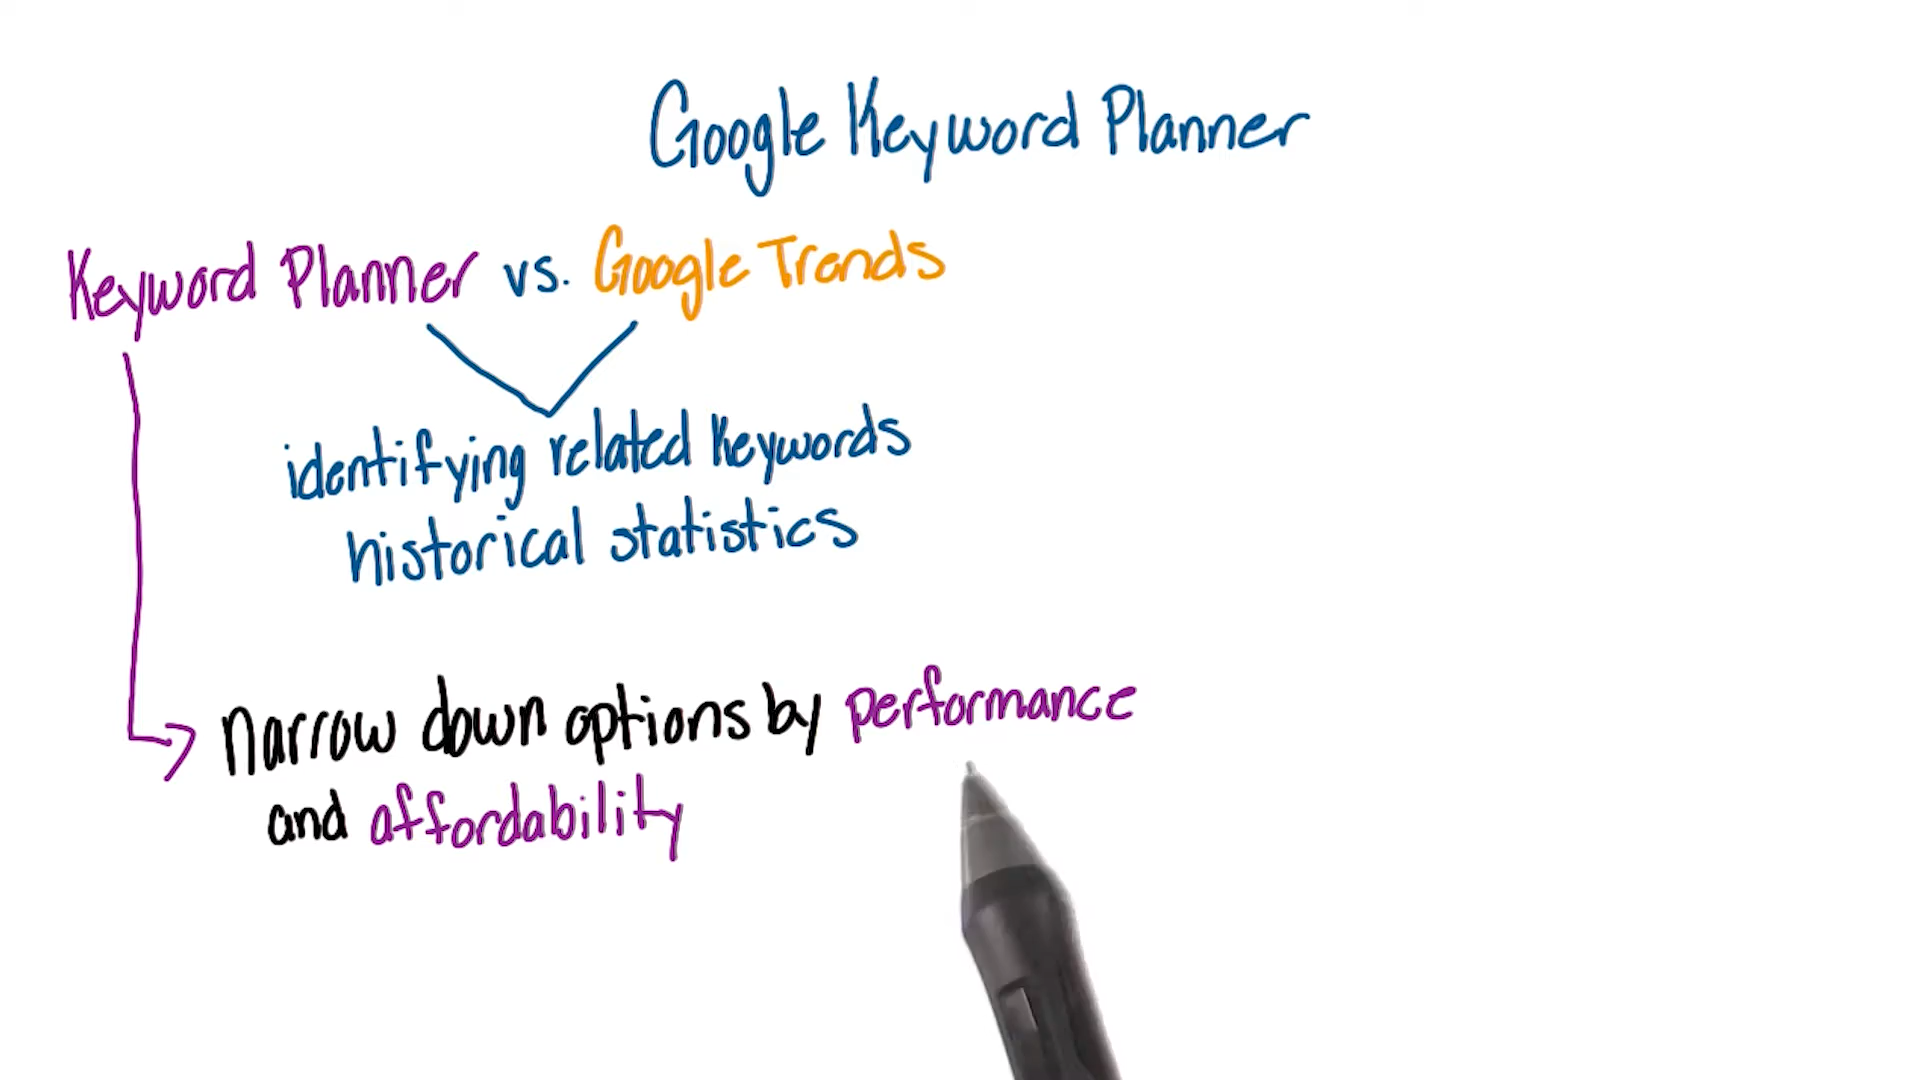 Google Keyword Planner
Keyword Planner vs. Google Trends
identifying related keywords
historical statistics
narrow down options by performance
and affordability